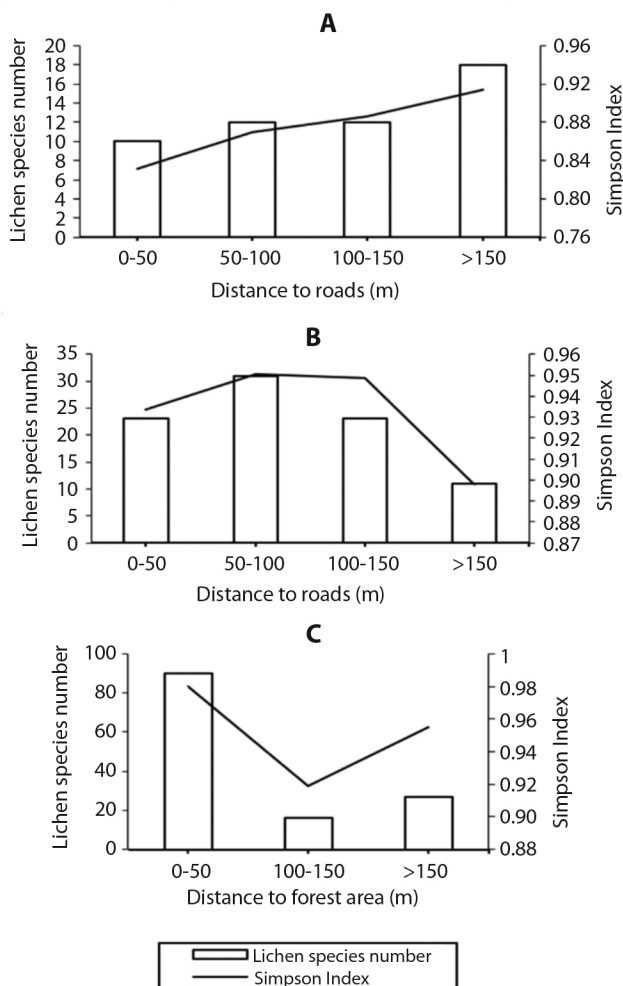 A
Lichen species number
20
18
16
14
12
10
8
6
4
2
0
0.96
0.92
0.88
0.84
0.80
0.76
Simpson Index
0-50 50-100 100-150 >150
Distance to roads (m)
B
Lichen species number
35
30
25
20
15
10
5
0
0.96
0.95
0.94
0.93
0.92
0.91
0.90
0.89
0.88
0.87
Simpson Index
0-50 50-100 100-150 >150
Distance to roads (m)
C
Lichen species number
100
80
60
40
20
0
1
0.98
0.96
0.94
0.92
0.90
0.88
Simpson Index
0-50 100-150 >150
Distance to forest area (m)
Lichen species number
Simpson Index